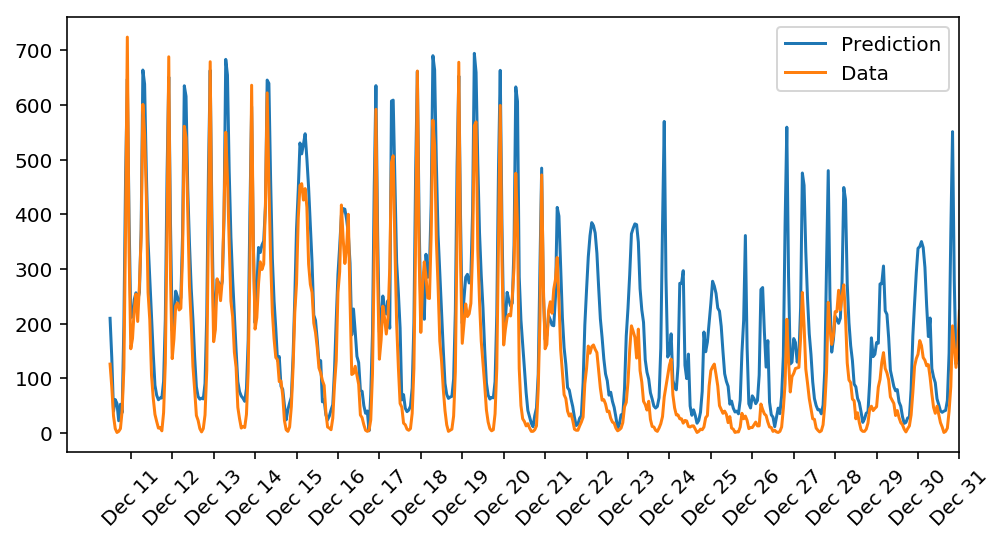 700
600
500
400
300
200
100
0
Prediction
Data
Dec 11
Dec 12
Dec 13
Dec 14
Dec 15
Dec 16
Dec 17
Dec 18
Dec 19
Dec 20
Dec 21
Dec 22
Dec 23
Dec 24
Dec 25
Dec 26
Dec 27
Dec 28
Dec 29
Dec 30
Dec 31